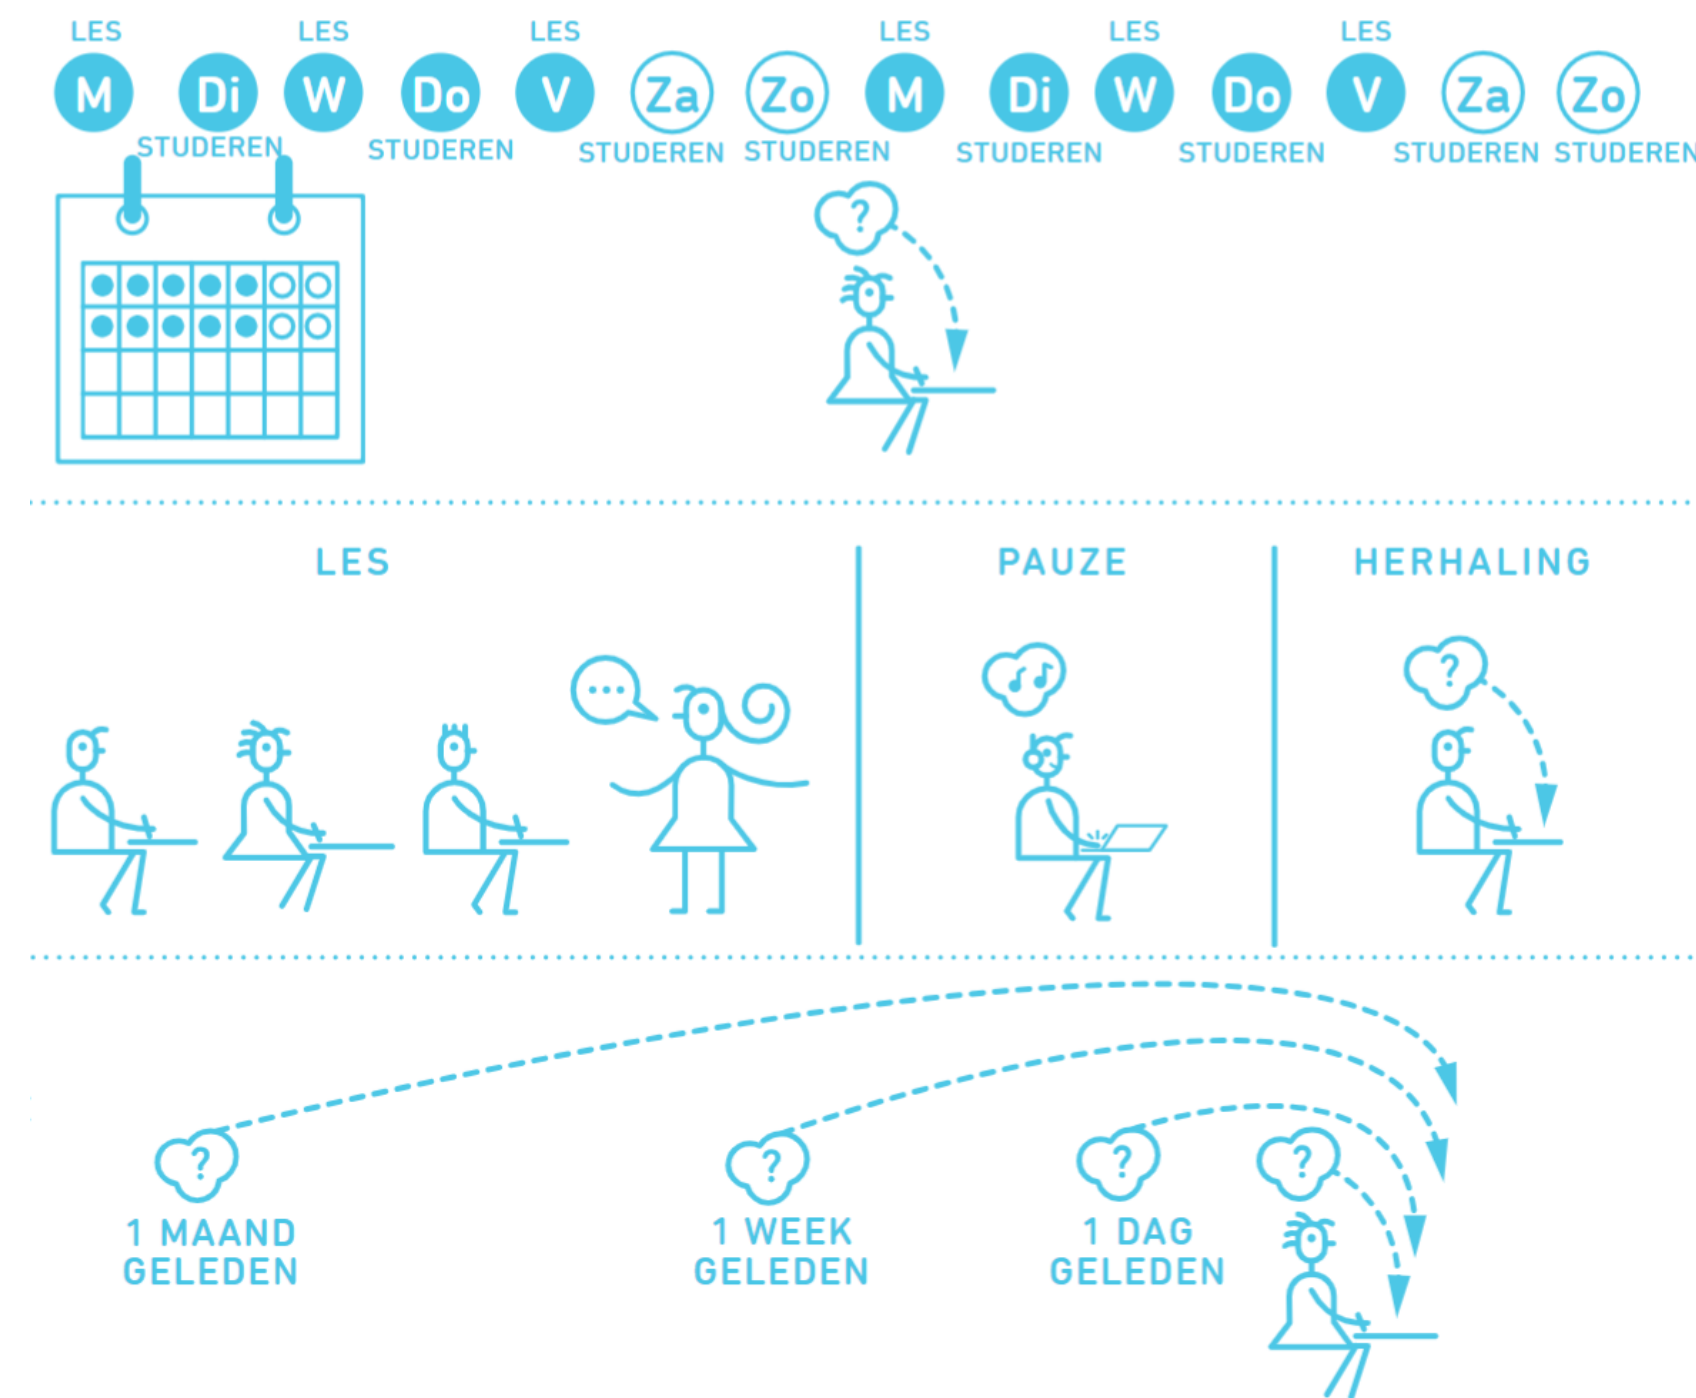 LES LES LES LES LES LES
M Di W Do V Za Zo M Di W Do V Za Zo
STUDEREN STUDEREN STUDEREN STUDEREN STUDEREN STUDEREN STUDEREN STUDEREN
?
LES PAUZE HERHALING
...
?
? ? ? ?
1 MAAND 1 WEEK 1 DAG
GELEDEN GELEDEN GELEDEN